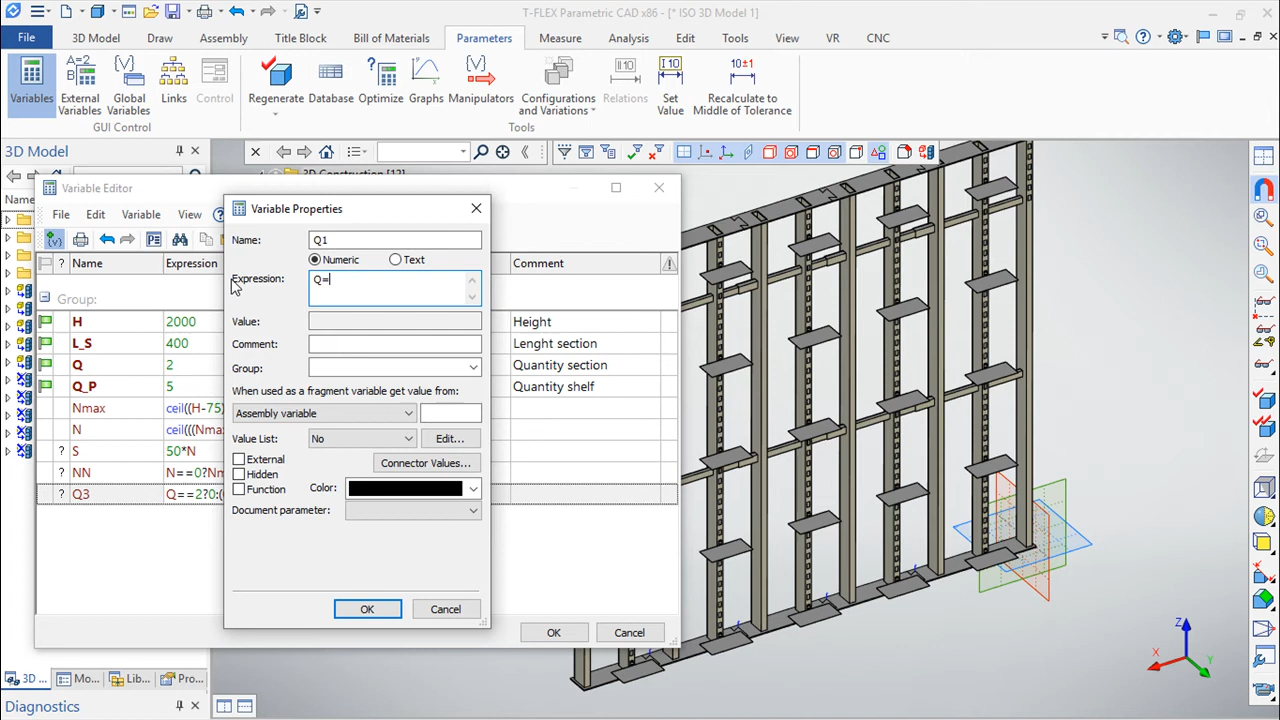 T-FLEX Parametric CAD x86 - [* ISO 3D Model 1]
File
3D Model
Draw
Assembly
Title Block
Bill of Materials
Parameters
Measure
Analysis
Edit
Tools
View
VR
CNC
Variables
External Variables
Global Variables
Links
Control
Regenerate
Database
Optimize
Graphs
Manipulators
Configurations and Variations
Relations
Set Value
Recalculate to Middle of Tolerance
GUI Control
Tools
3D Model
Variable Editor
File
Edit
Variable
View
? Name
Expression
Comment
Group:
H 2000 Height
L_S 400 Lenght section
Q 2 Quantity section
Q_P 5 Quantity shelf
Nmax ceil((H-75)
N ceil(((Nma
? S 50*N
? NN N==0?Nm
? Q3 Q==2?0:(
OK
Cancel
Variable Properties
Name: Q1
Numeric
Text
Expression: Q=
Value:
Comment:
Group:
When used as a fragment variable get value from:
Assembly variable
Value List: No
Edit...
External
Connector Values...
Hidden
Function
Color:
Document parameter:
OK
Cancel
Z
X
Y
3D ...
Mo...
Lib...
Pro...
Diagnostics